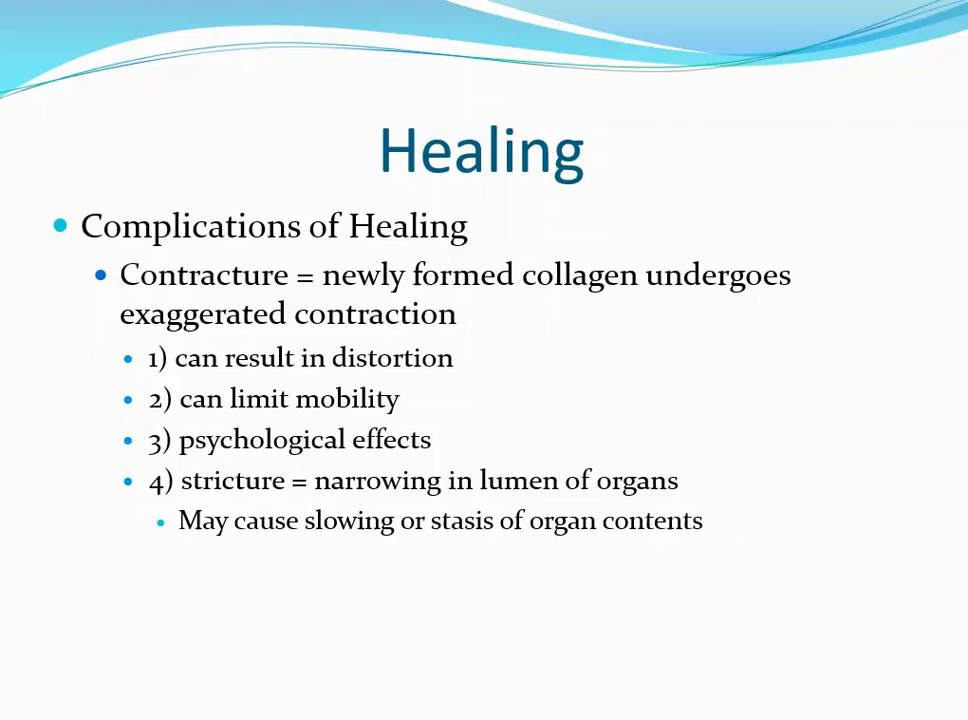 Healing
Complications of Healing
Contracture = newly formed collagen undergoes
exaggerated contraction
1) can result in distortion
2) can limit mobility
3) psychological effects
4) stricture = narrowing in lumen of organs
May cause slowing or stasis of organ contents